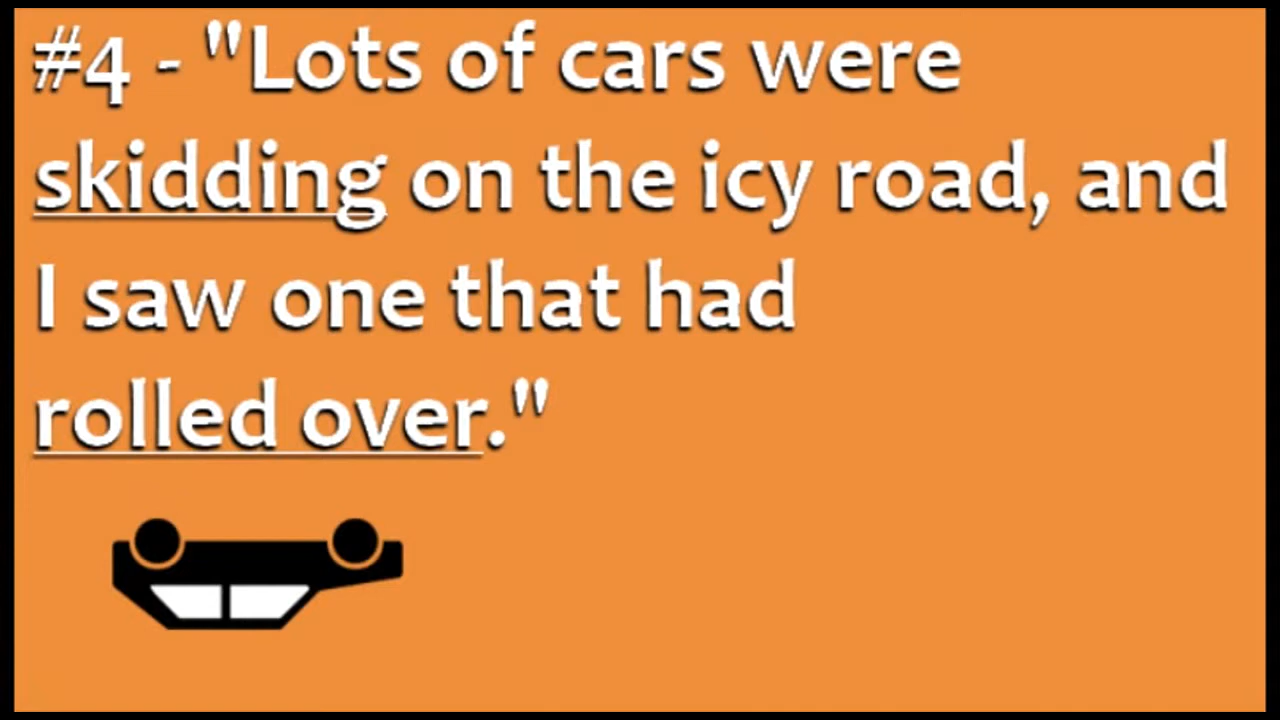 #4 - "Lots of cars were
skidding on the icy road, and
I saw one that had
rolled over."